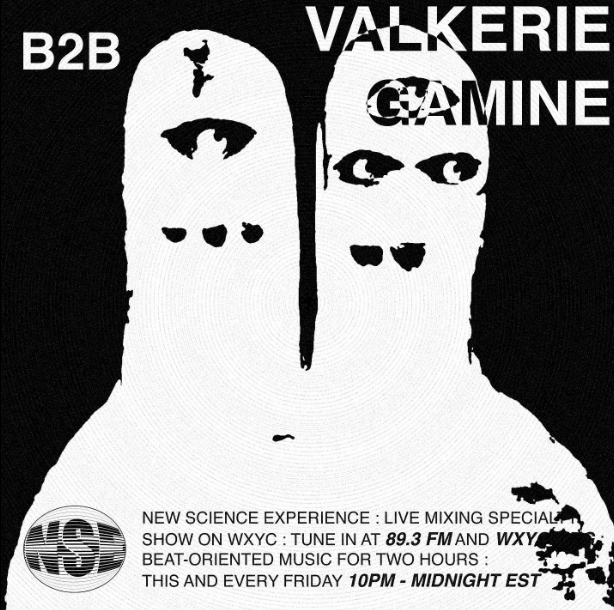 B2B
VALKERIE
GAMINE
NSE
NEW SCIENCE EXPERIENCE : LIVE MIXING SPECIALTY
SHOW ON WXYC : TUNE IN AT 89.3 FM AND
BEAT-ORIENTED MUSIC FOR TWO HOURS :
THIS AND EVERY FRIDAY 10PM - MIDNIGHT EST